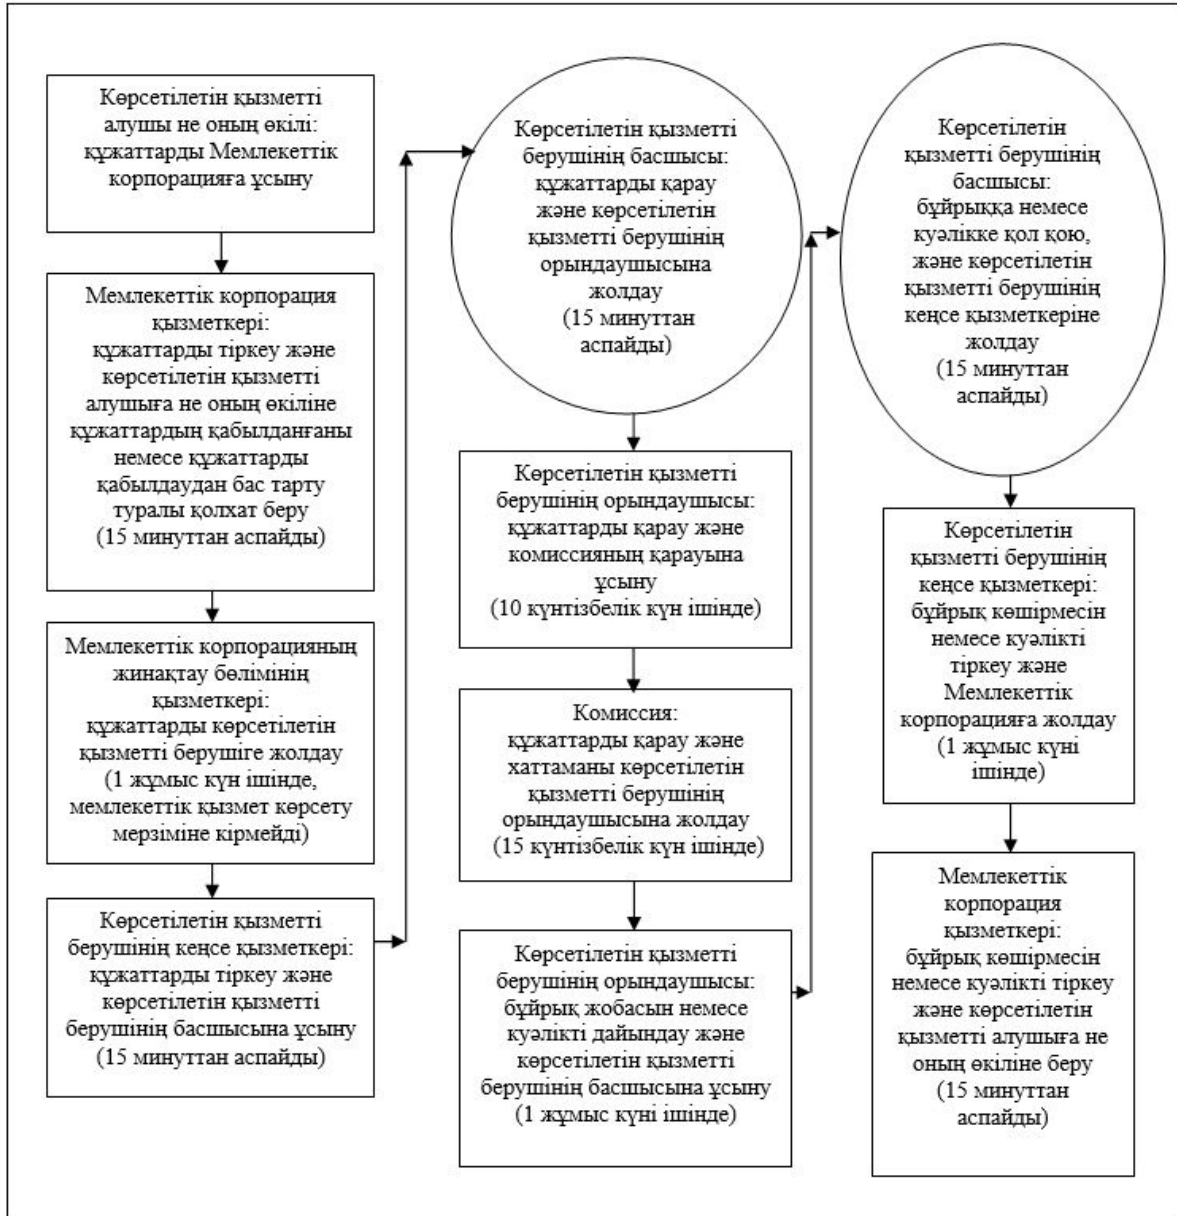 Көрсетілетін қызметті
алушы не оның өкілі:
құжаттарды Мемлекеттік
корпорацияға ұсыну
Мемлекеттік корпорация
қызметкері:
құжаттарды тіркеу және
көрсетілетін қызметті
алушыға не оның өкіліне
құжаттардың қабылданғаны
немесе құжаттарды
қабылдаудан бас тарту
туралы қолхат беру
(15 минуттан аспайды)
Мемлекеттік корпорацияның
жинақтау бөлімінің
қызметкері:
құжаттарды көрсетілетін
қызметті берушіге жолдау
(1 жұмыс күн ішінде,
мемлекеттік қызмет көрсету
мерзіміне кірмейді)
Көрсетілетін қызметті
берушінің кеңсе қызметкері:
құжаттарды тіркеу және
көрсетілетін қызметті
берушінің басшысына ұсыну
(15 минуттан аспайды)
Көрсетілетін қызметті
берушінің басшысы:
құжаттарды қарау
және көрсетілетін
қызметті берушінің
орындаушысына
жолдау
(15 минуттан
аспайды)
Көрсетілетін қызметті
берушінің орындаушысы:
құжаттарды қарау және
комиссияның қарауына
ұсыну
(10 күнтізбелік күн ішінде)
Комиссия:
құжаттарды қарау және
хаттаманы көрсетілетін
қызметті берушінің
орындаушысына жолдау
(15 күнтізбелік күн ішінде)
Көрсетілетін қызметті
берушінің орындаушысы:
бұйрық жобасын немесе
куәлікті дайындау және
көрсетілетін қызметті
берушінің басшысына ұсыну
(1 жұмыс күні ішінде)
Көрсетілетін
қызметті берушінің
басшысы:
бұйрыққа немесе
куәлікке қол қою,
және көрсетілетін
қызметті берушінің
кеңсе қызметкеріне
жолдау
(15 минуттан
аспайды)
Көрсетілетін
қызметті берушінің
кеңсе қызметкері:
бұйрық көшірмесін
немесе куәлікті
тіркеу және
Мемлекеттік
корпорацияға жолдау
(1 жұмыс күні
ішінде)
Мемлекеттік
корпорация
қызметкері:
бұйрық көшірмесін
немесе куәлікті тіркеу
және көрсетілетін
қызметті алушыға не
оның өкіліне беру
(15 минуттан
аспайды)